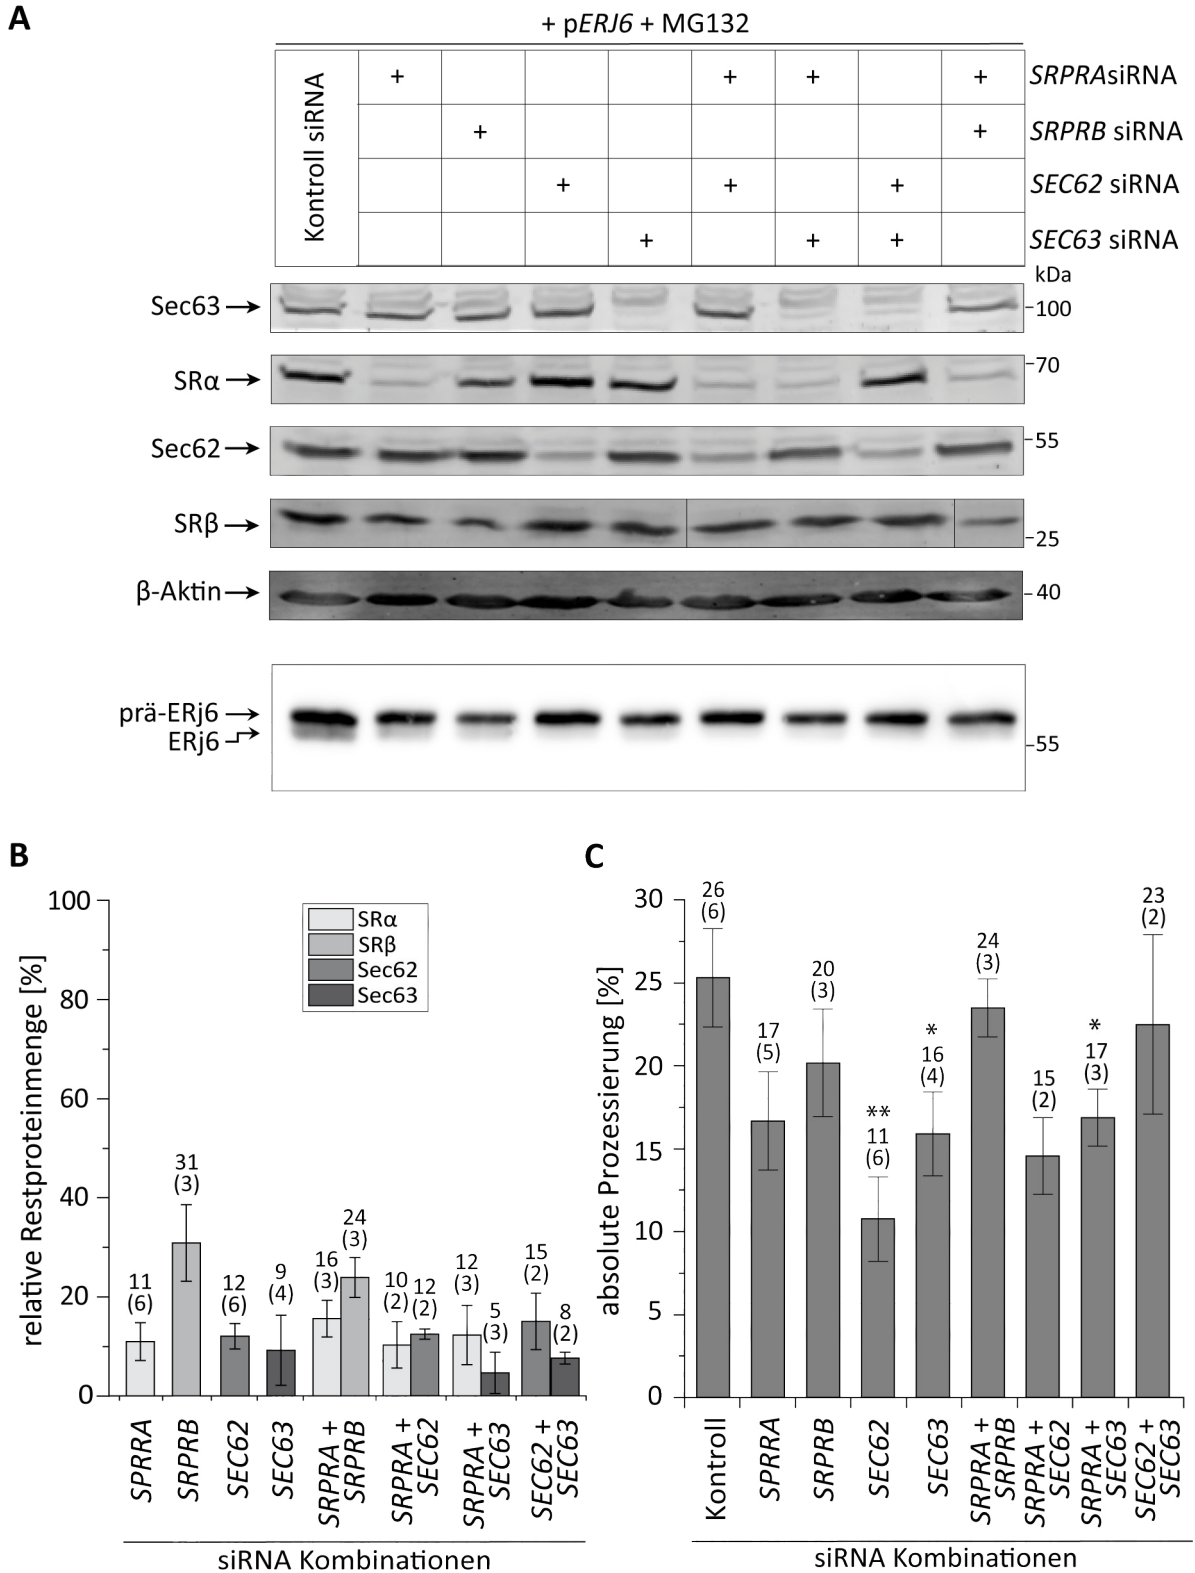 A
+ pERJ6 + MG132
Kontroll siRNA
+ + + + SRPRAsiRNA
+ + SRPRB siRNA
+ + + SEC62 siRNA
+ + + SEC63 siRNA
kDa
Sec63 100
SRα 70
Sec62 55
SRβ 25
β-Aktin 40
prä-ERj6
ERj6 55
B
relative Restproteinmenge [%]
100
80
60
40
20
0
SRα
SRβ
Sec62
Sec63
11 (6)
31 (3)
12 (6)
9 (4)
16 (3)
24 (3)
10 (2)
12 (2)
12 (3)
5 (3)
15 (2)
8 (2)
SPRRA
SRPRB
SEC62
SEC63
SRPRA + SRPRB
SRPRA + SEC62
SRPRA + SEC63
SEC62 + SEC63
siRNA Kombinationen
C
absolute Prozessierung [%]
30
25
20
15
10
5
0
26 (6)
17 (5)
20 (3)
** 11 (6)
* 16 (4)
24 (3)
15 (2)
* 17 (3)
23 (2)
Kontroll
SPRRA
SRPRB
SEC62
SEC63
SRPRA + SRPRB
SRPRA + SEC62
SRPRA + SEC63
SEC62 + SEC63
siRNA Kombinationen